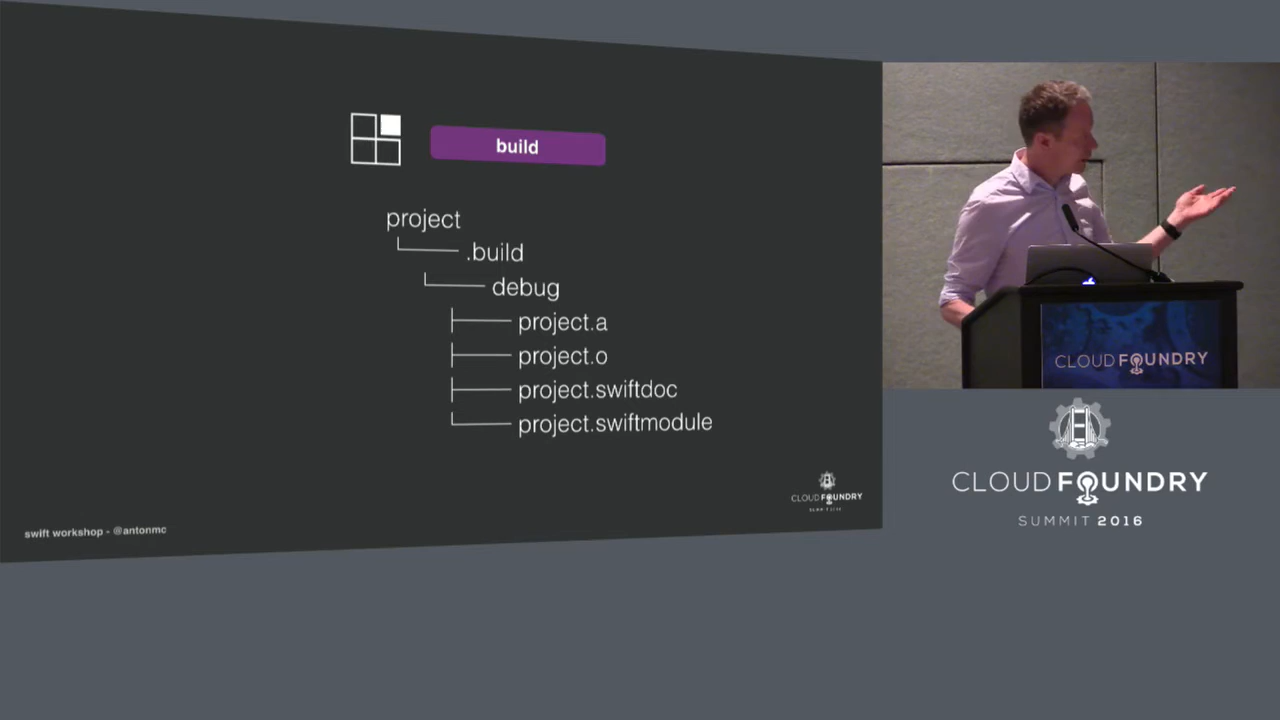 build
project
.build
debug
project.a
project.o
project.swiftdoc
project.swiftmodule
CLOUD FOUNDRY
swift workshop - @antonmc
CLOUD FOUNDRY
CLOUD FOUNDRY
SUMMIT 2016